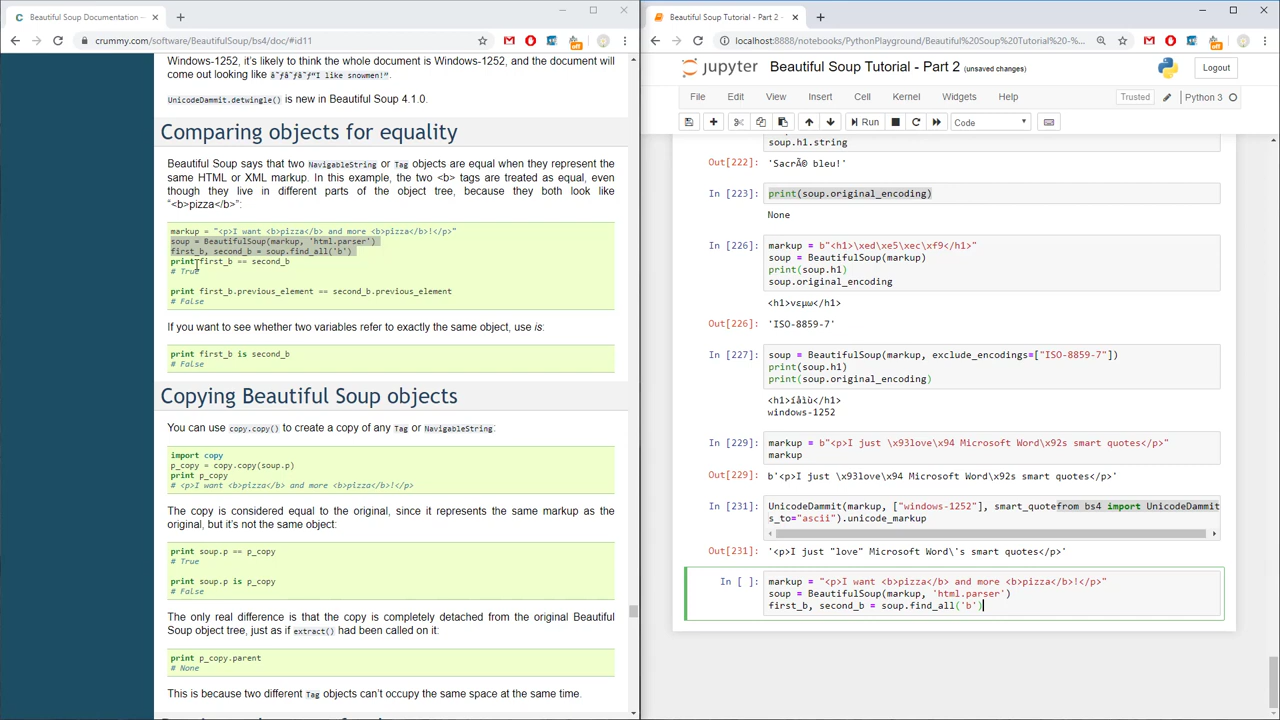 Beautiful Soup Documentation —
crummy.com/software/BeautifulSoup/bs4/doc/#id11
Windows-1252, it's likely to think the whole document is Windows-1252, and the document will
come out looking like
UnicodeDammit.detwingle() is new in Beautiful Soup 4.1.0.
Comparing objects for equality
Beautiful Soup says that two NavigableString or Tag objects are equal when they represent the
same HTML or XML markup. In this example, the two <b> tags are treated as equal, even
though they live in different parts of the object tree, because they both look like
“<b>pizza</b>”:
markup = "<p>I want <b>pizza</b> and more <b>pizza</b>!</p>"
soup = BeautifulSoup(markup, 'html.parser')
first_b, second_b = soup.find_all('b')
print first_b == second_b
# True
print first_b.previous_element == second_b.previous_element
# False
If you want to see whether two variables refer to exactly the same object, use is:
print first_b is second_b
# False
Copying Beautiful Soup objects
You can use copy.copy() to create a copy of any Tag or NavigableString:
import copy
p_copy = copy.copy(soup.p)
print p_copy
# <p>I want <b>pizza</b> and more <b>pizza</b>!</p>
The copy is considered equal to the original, since it represents the same markup as the
original, but it's not the same object:
print soup.p == p_copy
# True
print soup.p is p_copy
# False
The only real difference is that the copy is completely detached from the original Beautiful
Soup object tree, just as if extract() had been called on it:
print p_copy.parent
# None
This is because two different Tag objects can't occupy the same space at the same time.
Beautiful Soup Tutorial - Part 2 -
localhost:8888/notebooks/PythonPlayground/Beautiful%20Soup%20Tutorial%20-%...
jupyter Beautiful Soup Tutorial - Part 2 (unsaved changes)
Logout
File Edit View Insert Cell Kernel Widgets Help
Trusted Python 3
Run Code
soup.h1.string
Out[222]: 'SacrÃ© bleu!'
In [223] print(soup.original_encoding)
None
In [226] markup = b"<h1>\xed\xe5\xec\xf9</h1>"
soup = BeautifulSoup(markup)
print(soup.h1)
soup.original_encoding
<h1>νεμω</h1>
Out[226]: 'ISO-8859-7'
In [227] soup = BeautifulSoup(markup, exclude_encodings=["ISO-8859-7"])
print(soup.h1)
print(soup.original_encoding)
<h1>íåìù</h1>
windows-1252
In [229] markup = b"<p>I just \x93love\x94 Microsoft Word\x92s smart quotes</p>"
markup
Out[229]: b'<p>I just \x93love\x94 Microsoft Word\x92s smart quotes</p>'
In [231] UnicodeDammit(markup, ["windows-1252"], smart_quotefrom bs4 import UnicodeDammit
s_to="ascii").unicode_markup
Out[231]: '<p>I just "love" Microsoft Word\'s smart quotes</p>'
In [ ]: markup = "<p>I want <b>pizza</b> and more <b>pizza</b>!</p>"
soup = BeautifulSoup(markup, 'html.parser')
first_b, second_b = soup.find_all('b')